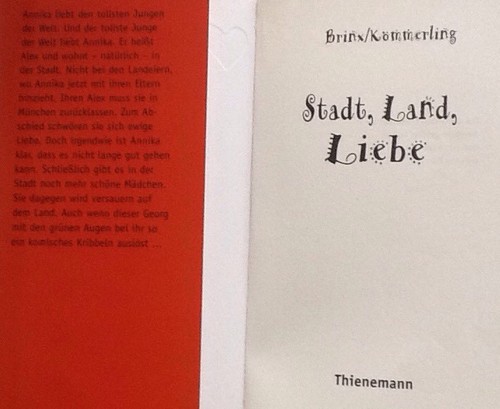 Annika liebt den tollsten Jungen
der Welt. Und der tollste Junge
der Welt liebt Annika. Er heißt
Alex und wohnt – natürlich – in
der Stadt. Nicht bei den Landeiern,
wo Annika jetzt mit ihren Eltern
hinzieht. Ihren Alex muss sie in
München zurücklassen. Zum Ab-
schied schwören sie sich ewige
Liebe. Doch irgendwie ist Annika
klar, dass es nicht lange gut gehen
kann. Schließlich gibt es in der
Stadt noch mehr schöne Mädchen.
Sie dagegen wird versauern auf
dem Land. Auch wenn dieser Georg
mit den grünen Augen bei ihr so
ein komisches Kribbeln auslöst ...
Brinx/Kömmerling
Stadt, Land,
Liebe
Thienemann